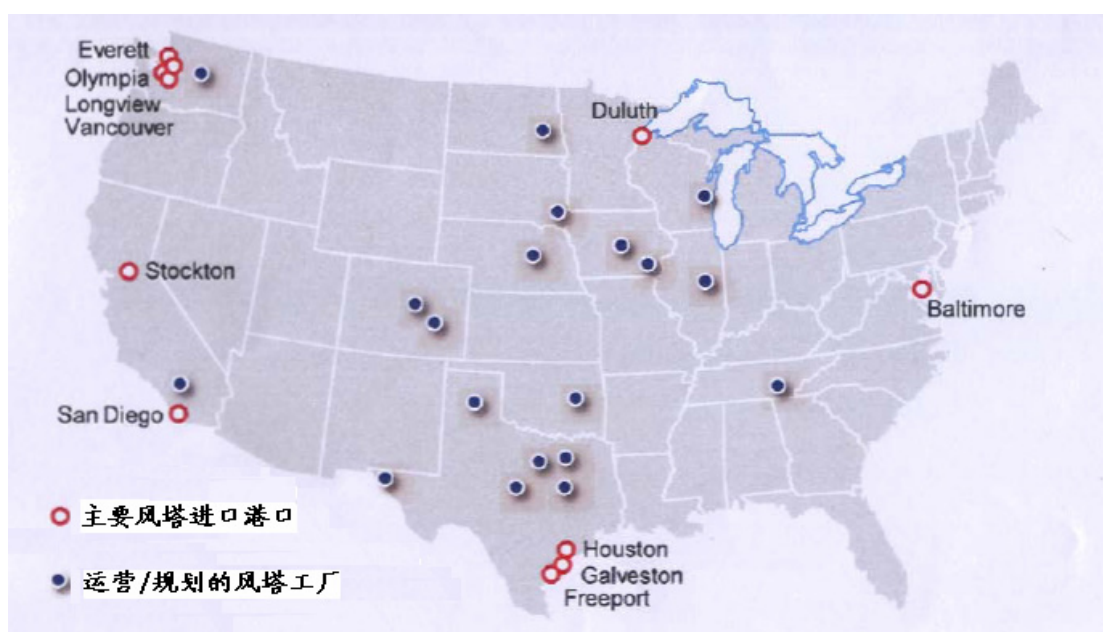 Everett
Olympia
Longview
Vancouver
Duluth
Stockton
Baltimore
San Diego
主要风塔进口港口
Houston
运营/规划的风塔工厂
Galveston
Freeport